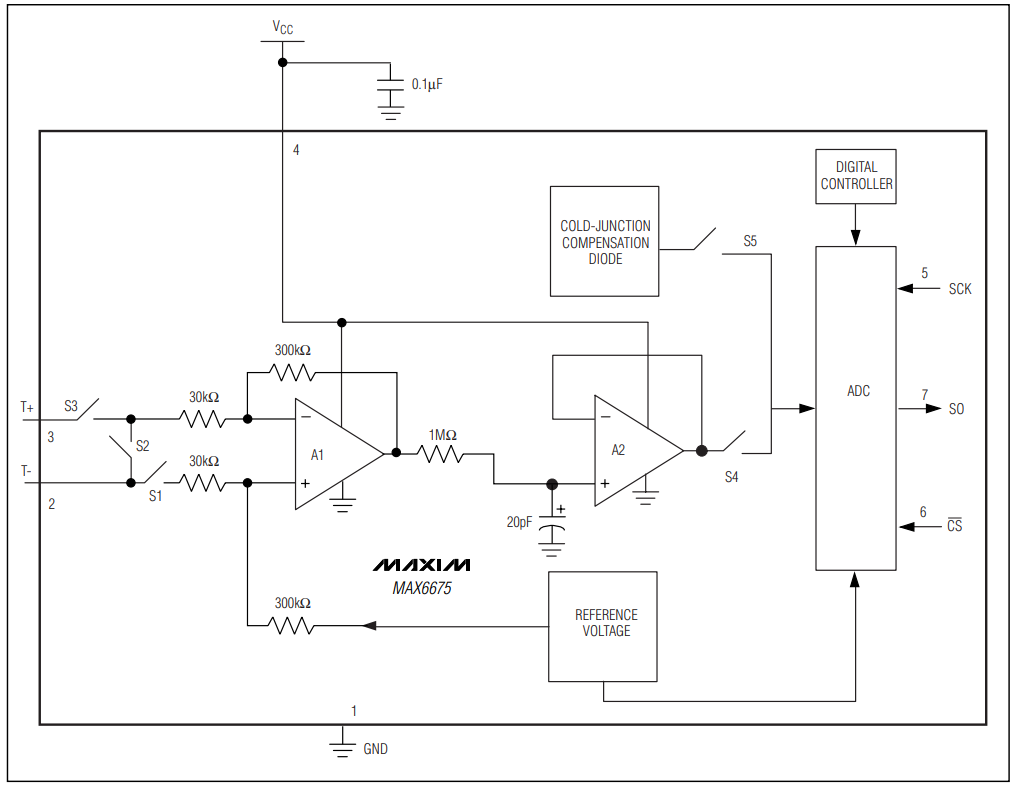 VCC
0.1µF
4
DIGITAL
CONTROLLER
COLD-JUNCTION
COMPENSATION
DIODE
S5
5
SCK
300kΩ
ADC
30kΩ
T+
S3
3
7
SO
1MΩ
S2
A1
A2
30kΩ
T-
S1
S4
2
−
+
−
+
+
20pF
6
C̅S̅
MAXIM
MAX6675
300kΩ
REFERENCE
VOLTAGE
1
GND